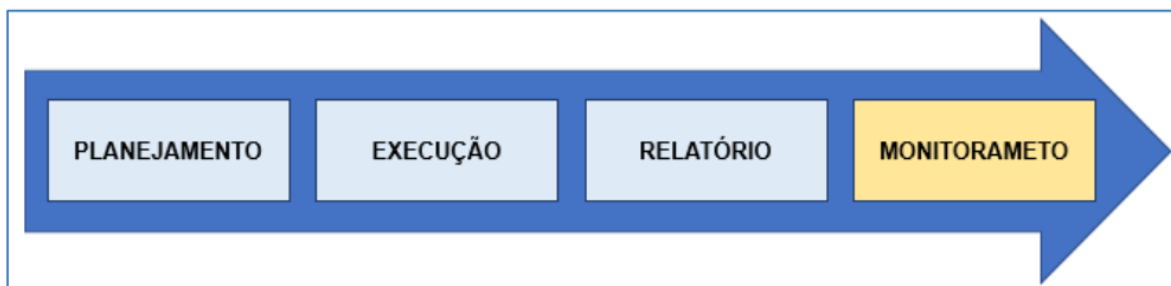 PLANEJAMENTO
EXECUÇÃO
RELATÓRIO
MONITORAMETO